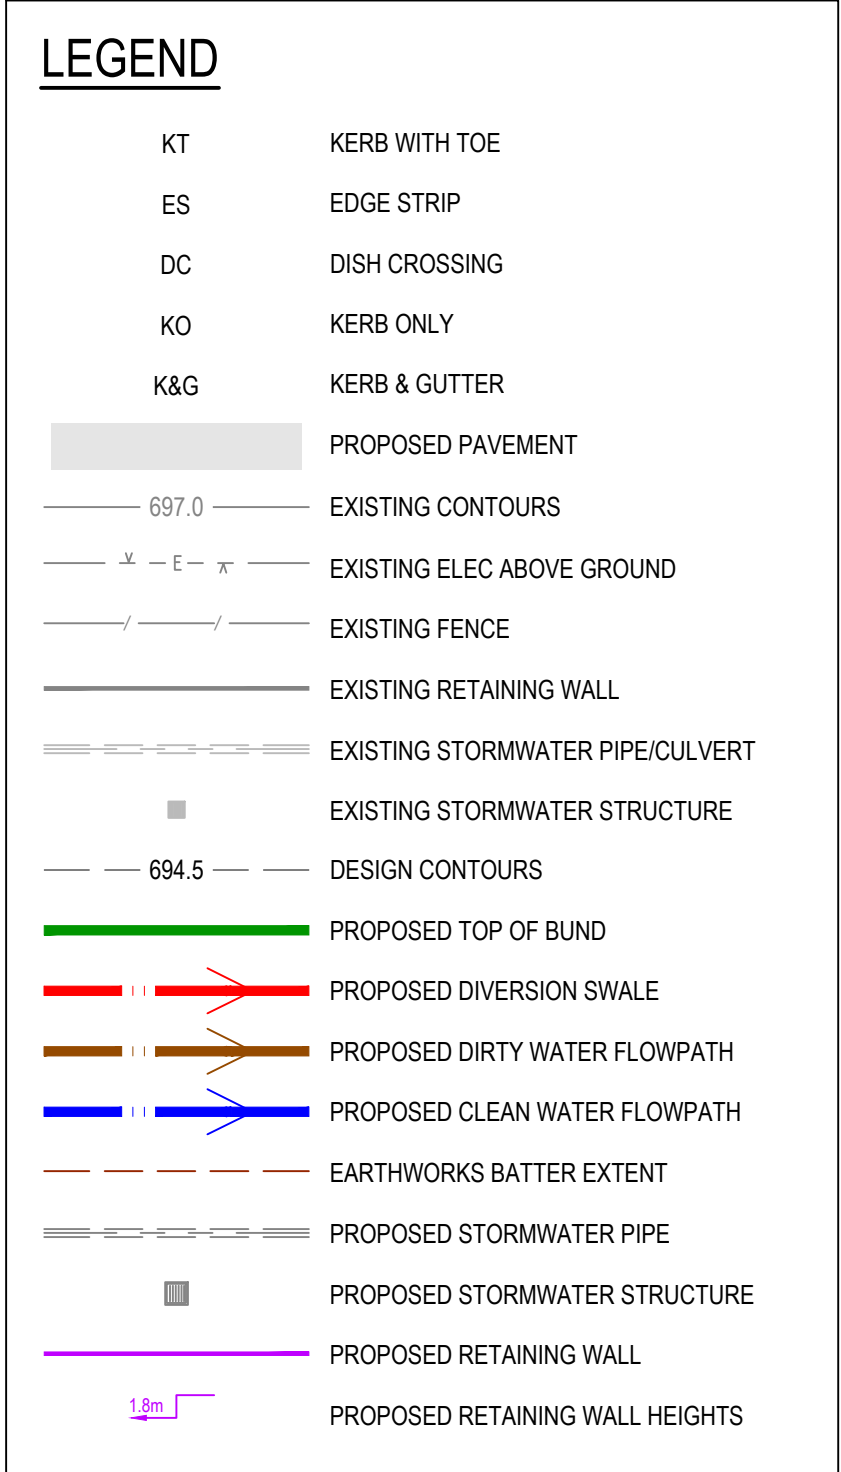 LEGEND
KT KERB WITH TOE
ES EDGE STRIP
DC DISH CROSSING
KO KERB ONLY
K&G KERB & GUTTER
PROPOSED PAVEMENT
697.0 EXISTING CONTOURS
E EXISTING ELEC ABOVE GROUND
EXISTING FENCE
EXISTING RETAINING WALL
EXISTING STORMWATER PIPE/CULVERT
EXISTING STORMWATER STRUCTURE
694.5 DESIGN CONTOURS
PROPOSED TOP OF BUND
PROPOSED DIVERSION SWALE
PROPOSED DIRTY WATER FLOWPATH
PROPOSED CLEAN WATER FLOWPATH
EARTHWORKS BATTER EXTENT
PROPOSED STORMWATER PIPE
PROPOSED STORMWATER STRUCTURE
PROPOSED RETAINING WALL
1.8m PROPOSED RETAINING WALL HEIGHTS